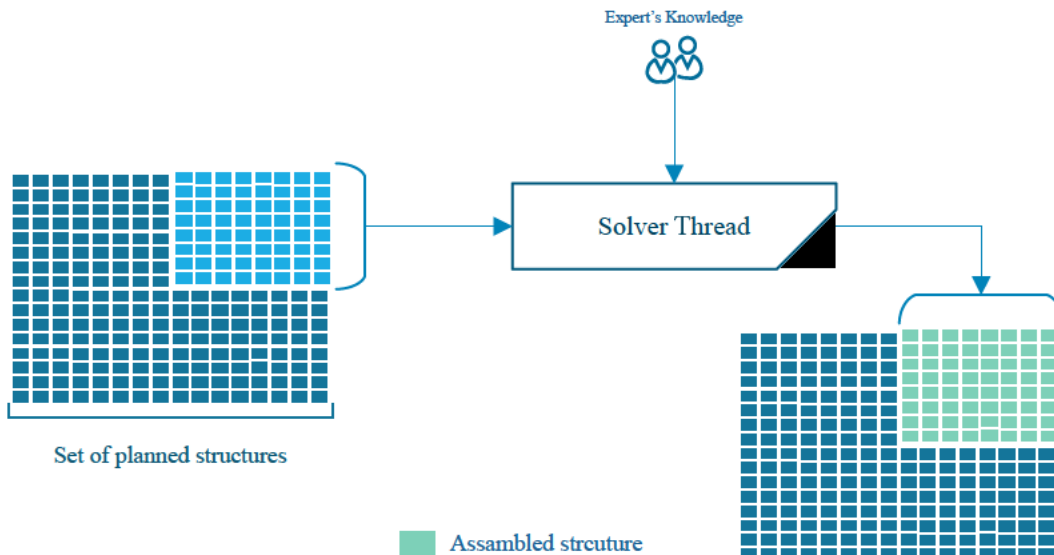 Expert's Knowledge
Solver Thread
Set of planned structures
Assambled strcuture